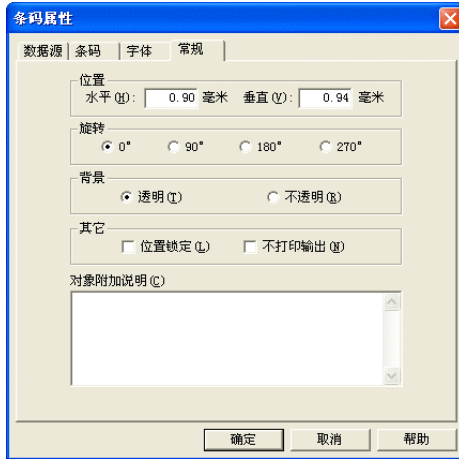 条码属性
数据源 条码 字体 常规
位置
水平(H): 0.90 毫米 垂直(V): 0.94 毫米
旋转
0° 90° 180° 270°
背景
透明(T) 不透明(R)
其它
位置锁定(L) 不打印输出(N)
对象附加说明(C)
确定 取消 帮助